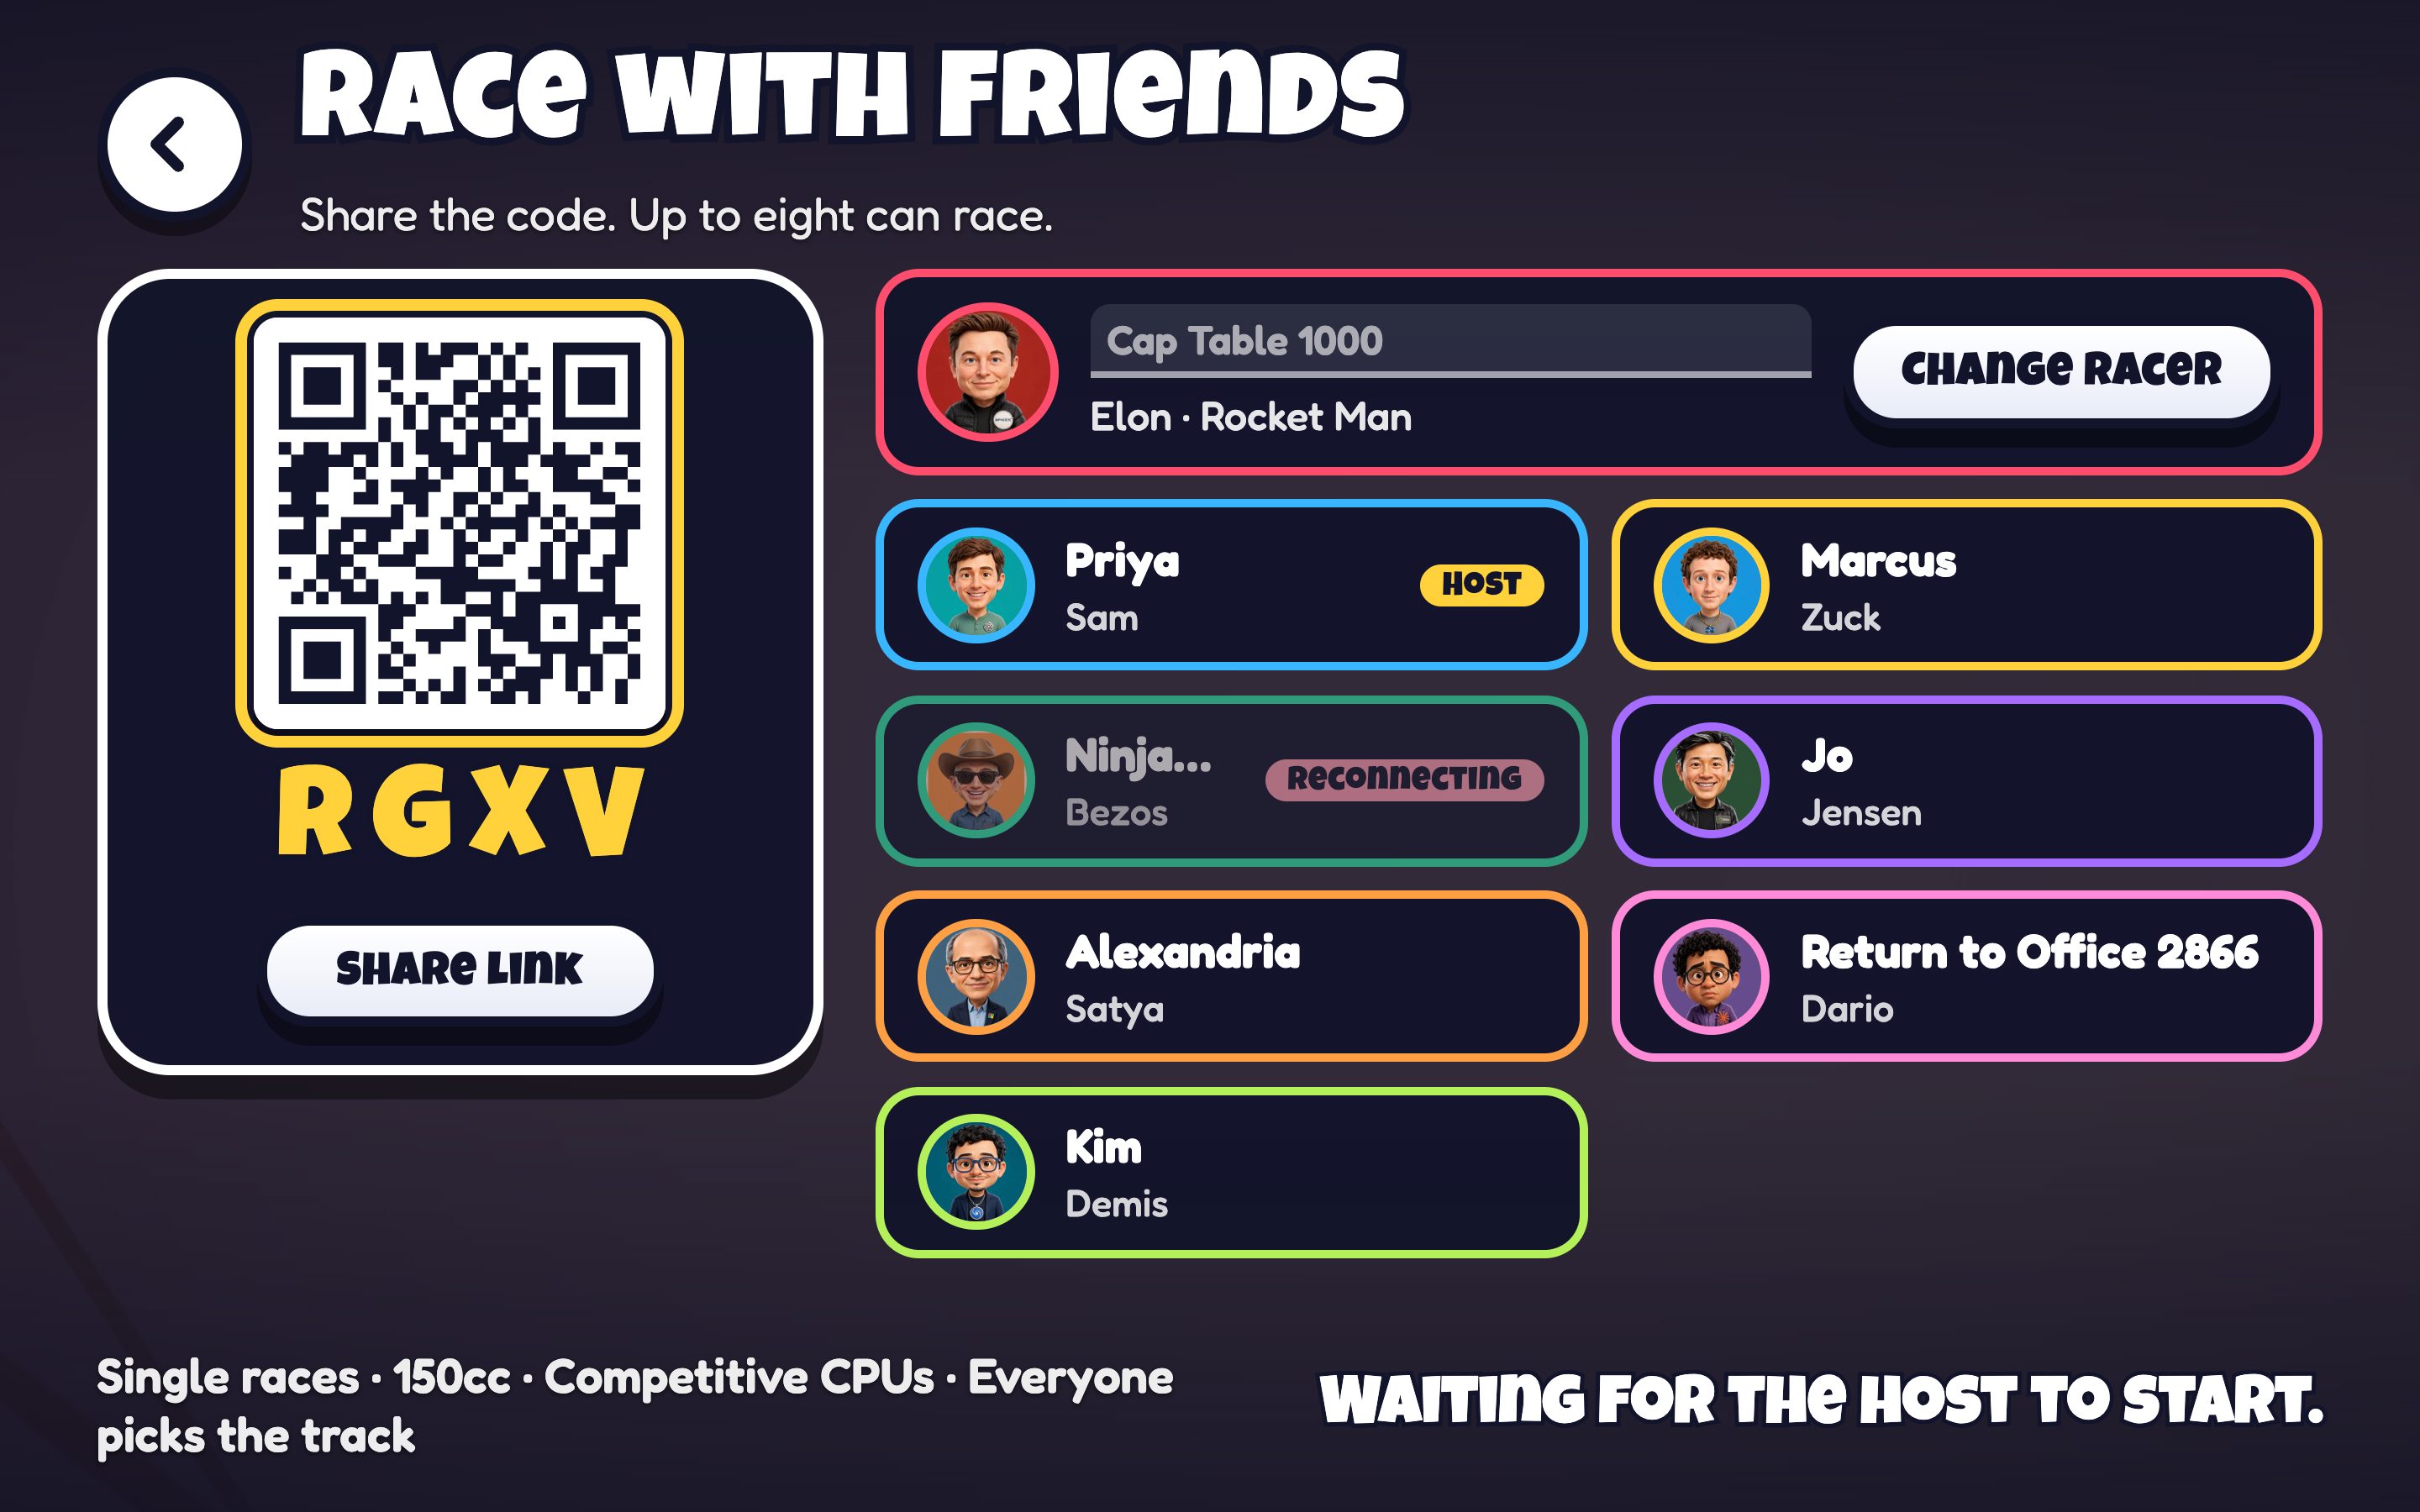 RACE WITH FRIENDS
Share the code. Up to eight can race.
RGXV
SHARE LINK
Cap Table 1000
Elon · Rocket Man
CHANGE RACER
Priya
Sam
HOST
Marcus
Zuck
Ninja...
Bezos
RECONNECTING
Jo
Jensen
Alexandria
Satya
Return to Office 2866
Dario
Kim
Demis
Single races · 150cc · Competitive CPUs · Everyone
picks the track
WAITING FOR THE HOST TO START.